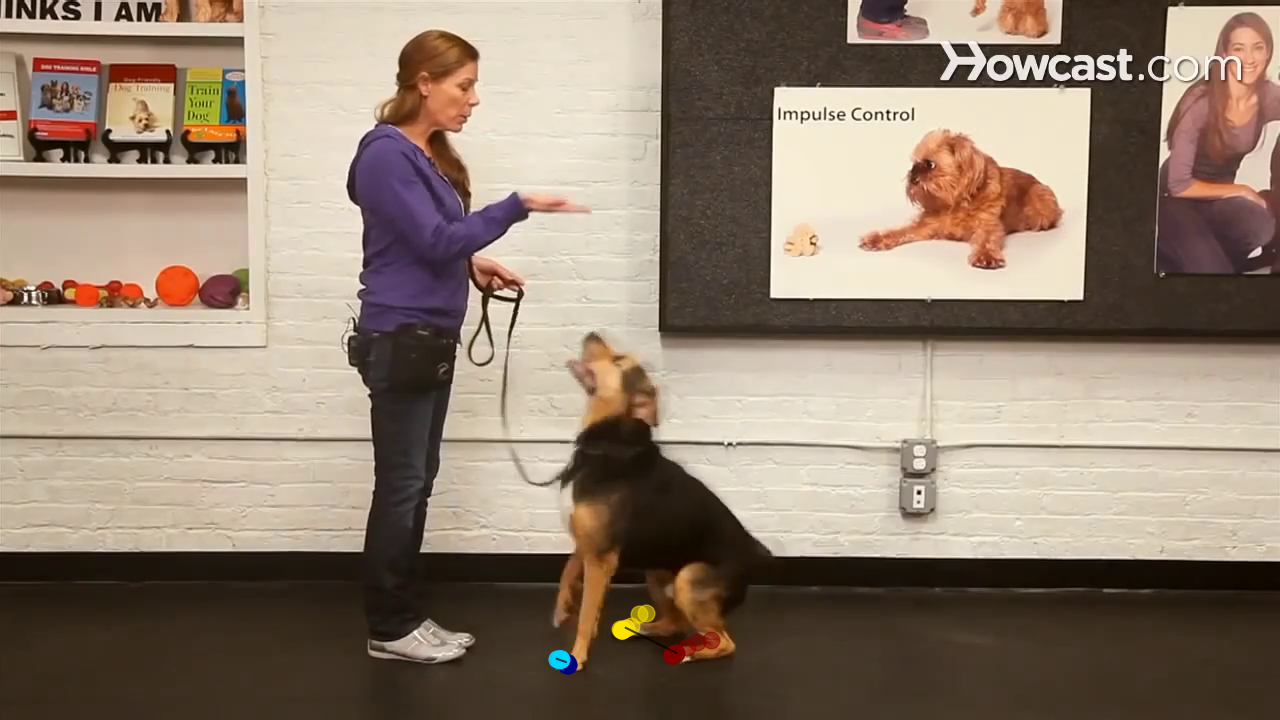 INKS I AM
DOG TRAINING BIBLE
Dog-Friendly
Dog Training
Train
Your
Dog
Howcast.com
Impulse Control